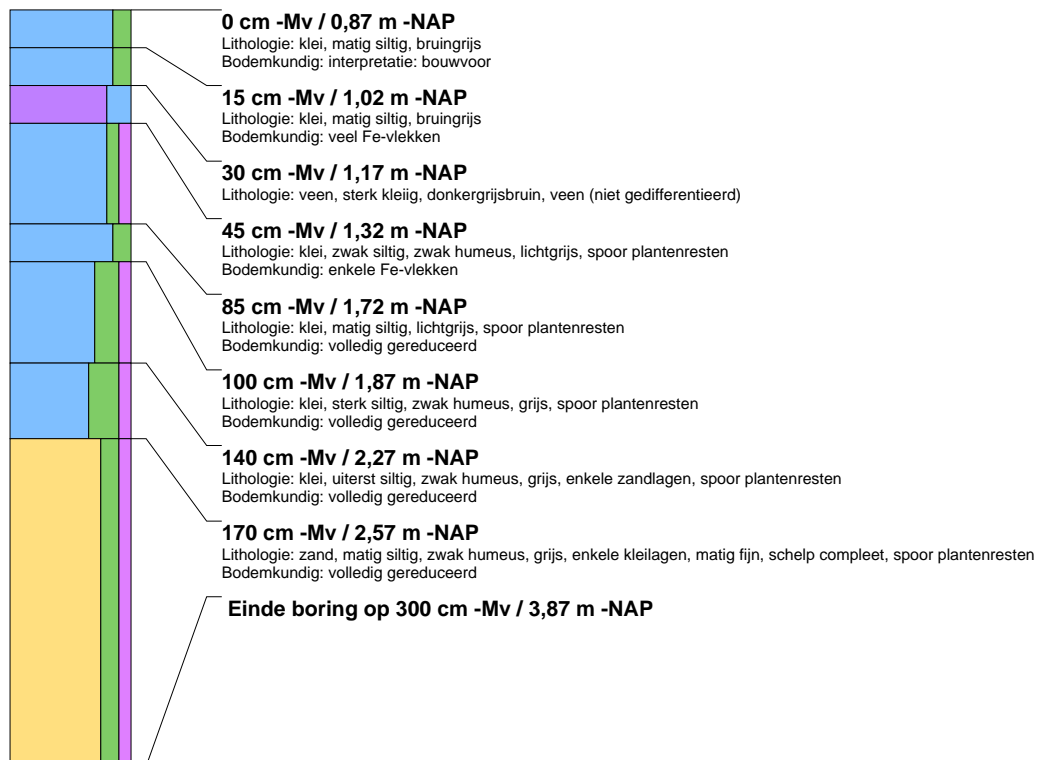 0 cm -Mv / 0,87 m -NAP
Lithologie: klei, matig siltig, bruingrijs
Bodemkundig: interpretatie: bouwvoor
15 cm -Mv / 1,02 m -NAP
Lithologie: klei, matig siltig, bruingrijs
Bodemkundig: veel Fe-vlekken
30 cm -Mv / 1,17 m -NAP
Lithologie: veen, sterk kleiig, donkergrijsbruin, veen (niet gedifferentieerd)
45 cm -Mv / 1,32 m -NAP
Lithologie: klei, zwak siltig, zwak humeus, lichtgrijs, spoor plantenresten
Bodemkundig: enkele Fe-vlekken
85 cm -Mv / 1,72 m -NAP
Lithologie: klei, matig siltig, lichtgrijs, spoor plantenresten
Bodemkundig: volledig gereduceerd
100 cm -Mv / 1,87 m -NAP
Lithologie: klei, sterk siltig, zwak humeus, grijs, spoor plantenresten
Bodemkundig: volledig gereduceerd
140 cm -Mv / 2,27 m -NAP
Lithologie: klei, uiterst siltig, zwak humeus, grijs, enkele zandlagen, spoor plantenresten
Bodemkundig: volledig gereduceerd
170 cm -Mv / 2,57 m -NAP
Lithologie: zand, matig siltig, zwak humeus, grijs, enkele kleilagen, matig fijn, schelp compleet, spoor plantenresten
Bodemkundig: volledig gereduceerd
Einde boring op 300 cm -Mv / 3,87 m -NAP